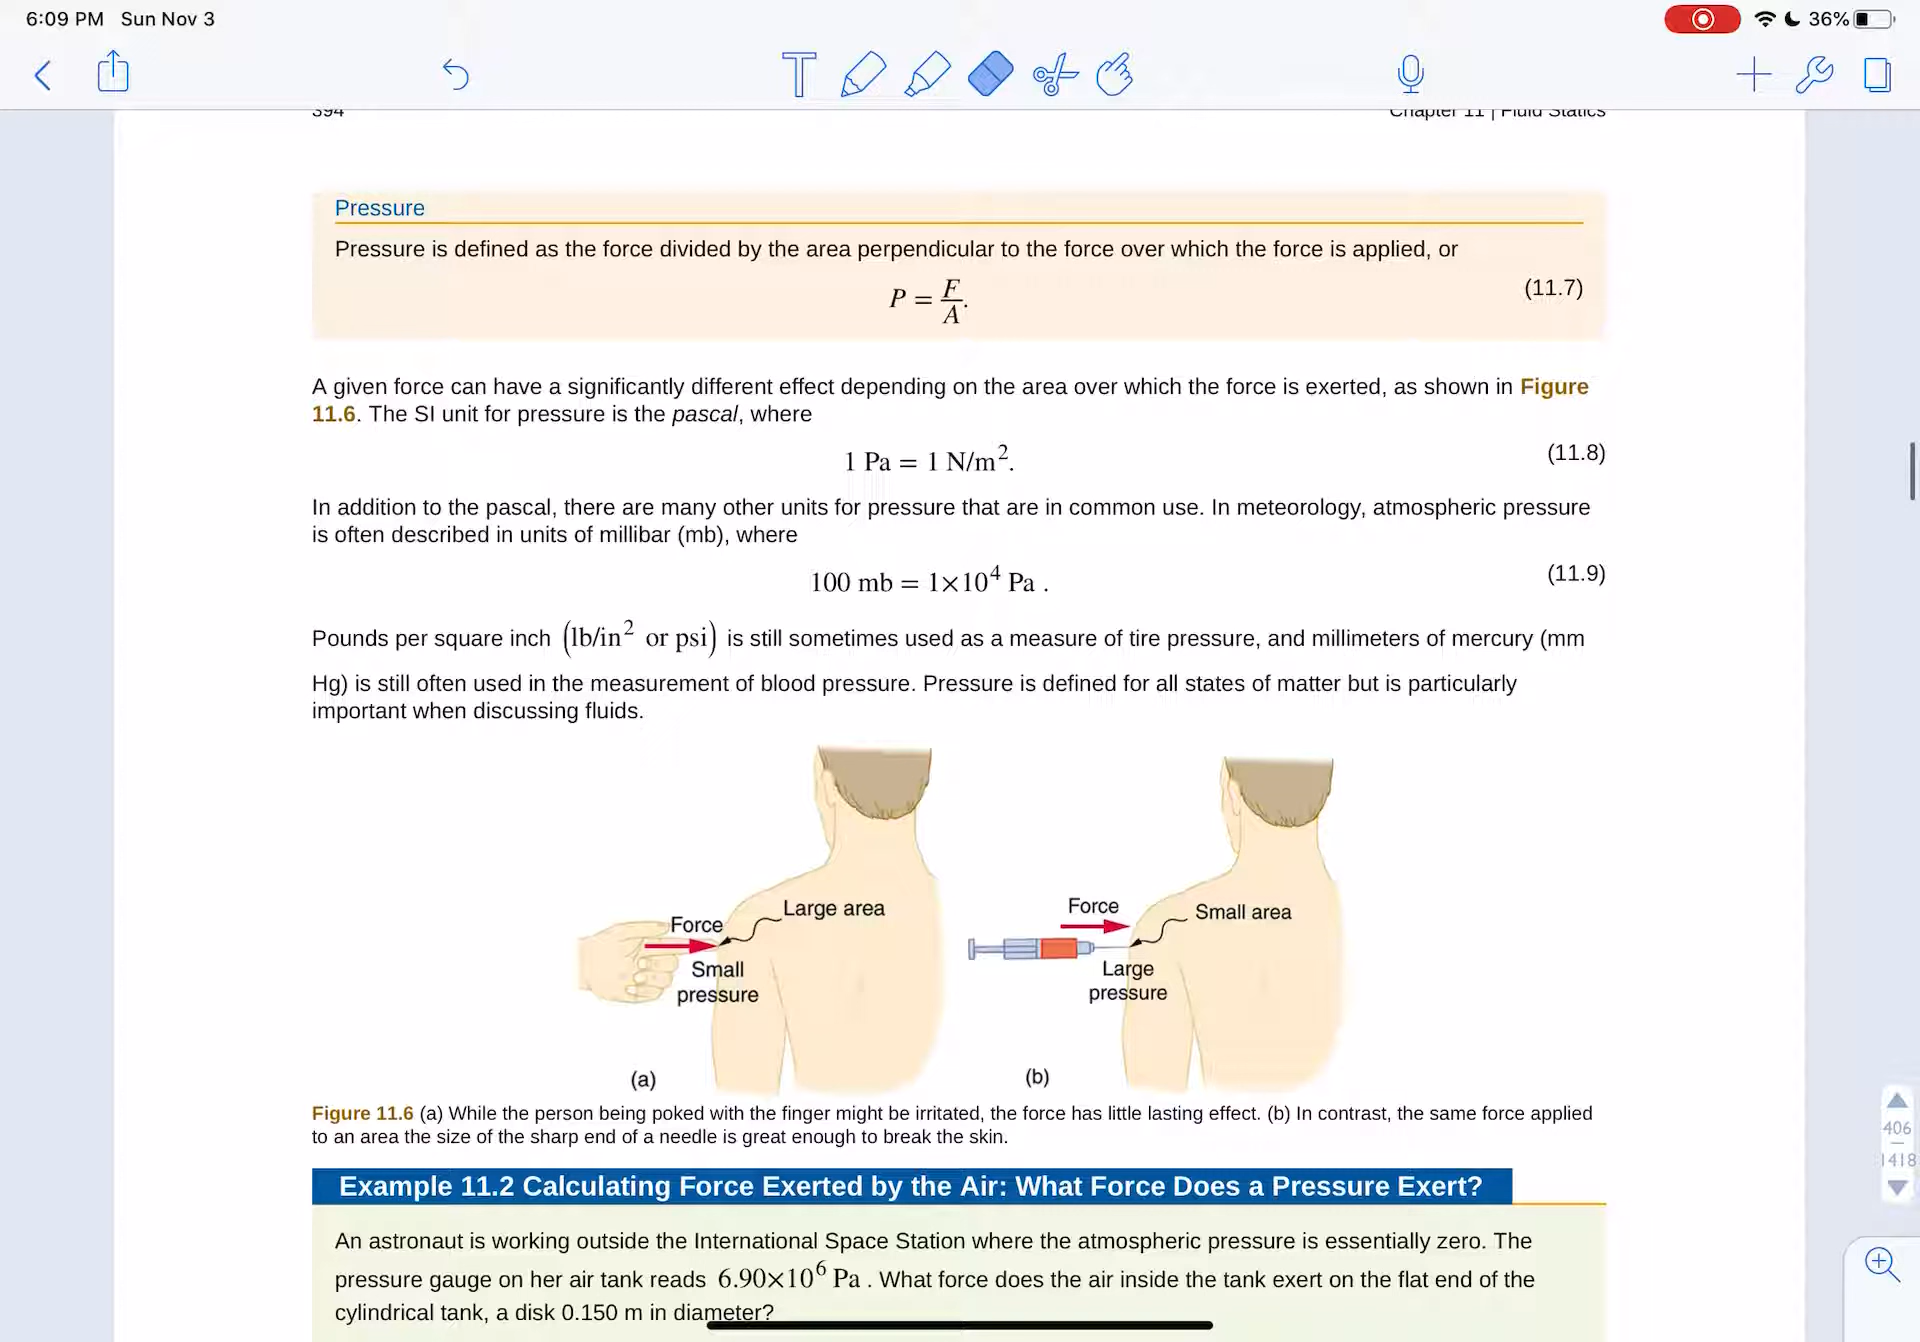 6:09 PM Sun Nov 3
36%
394
Chapter 11 | Fluid Statics
Pressure
Pressure is defined as the force divided by the area perpendicular to the force over which the force is applied, or
P = F/A. (11.7)
A given force can have a significantly different effect depending on the area over which the force is exerted, as shown in Figure
11.6. The SI unit for pressure is the pascal, where
1 Pa = 1 N/m². (11.8)
In addition to the pascal, there are many other units for pressure that are in common use. In meteorology, atmospheric pressure
is often described in units of millibar (mb), where
100 mb = 1×10⁴ Pa . (11.9)
Pounds per square inch (lb/in² or psi) is still sometimes used as a measure of tire pressure, and millimeters of mercury (mm
Hg) is still often used in the measurement of blood pressure. Pressure is defined for all states of matter but is particularly
important when discussing fluids.
Force
Large area
Small
pressure
(a)
Force
Small area
Large
pressure
(b)
Figure 11.6 (a) While the person being poked with the finger might be irritated, the force has little lasting effect. (b) In contrast, the same force applied
to an area the size of the sharp end of a needle is great enough to break the skin.
406
1418
Example 11.2 Calculating Force Exerted by the Air: What Force Does a Pressure Exert?
An astronaut is working outside the International Space Station where the atmospheric pressure is essentially zero. The
pressure gauge on her air tank reads 6.90×10⁶ Pa . What force does the air inside the tank exert on the flat end of the
cylindrical tank, a disk 0.150 m in diameter?